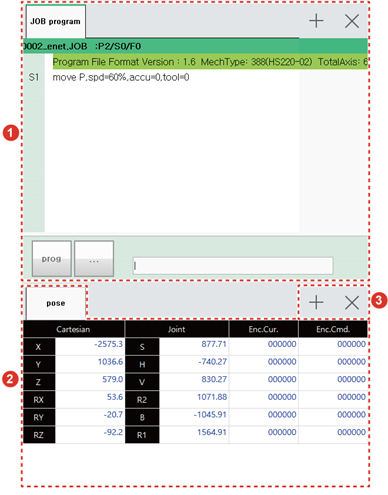 JOB program
0002_enet,JOB :P2/S0/F0
Program File Format Version : 1.6 MechType: 388(HS220-02) TotalAxis: 6
S1 move P,spd=60%,accu=0,tool=0
1
prog ...
pose
3
Cartesian Joint Enc.Cur. Enc.Cmd.
X -2575.3 S 877.71 000000 000000
Y 1036.6 H -740.27 000000 000000
2
Z 579.0 V 830.27 000000 000000
RX 53.6 R2 1071.88 000000 000000
RY -20.7 B -1045.91 000000 000000
RZ -92.2 R1 1564.91 000000 000000